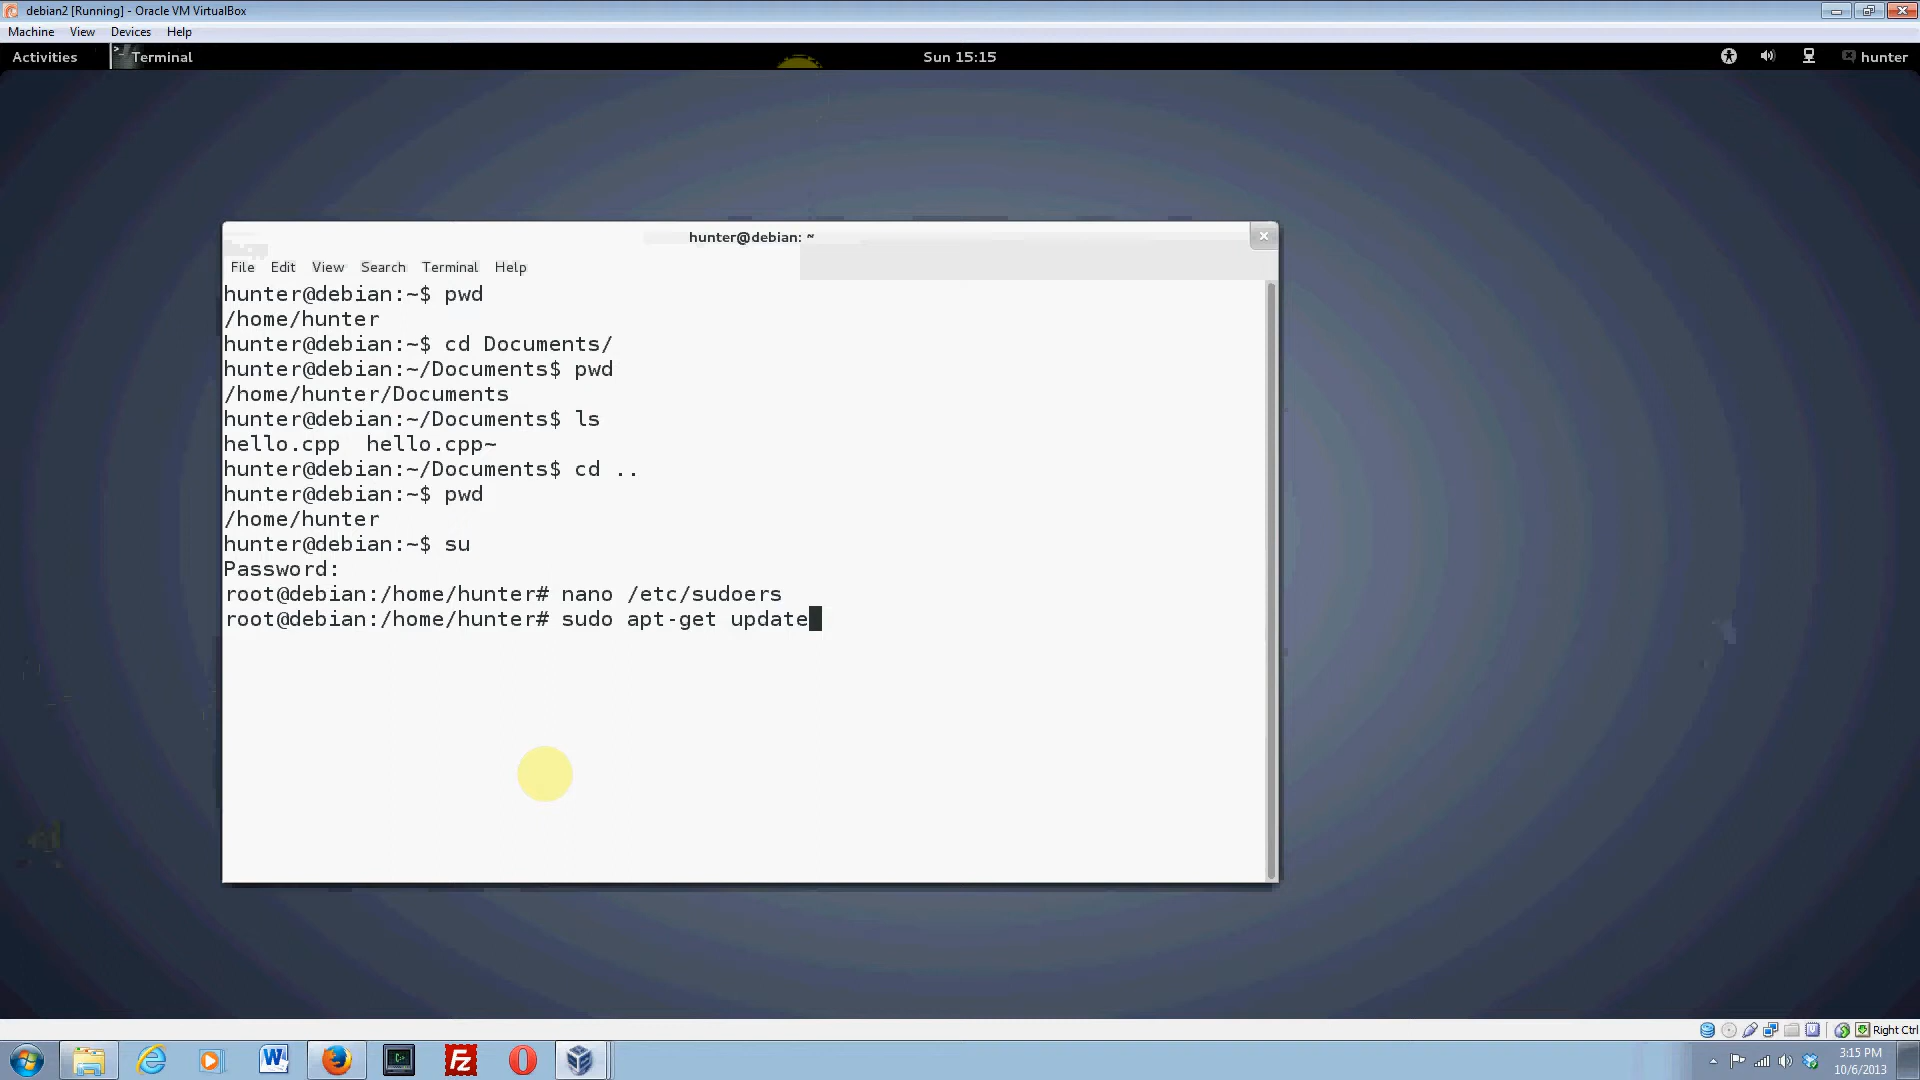 debian2 [Running] - Oracle VM VirtualBox
Machine View Devices Help
Activities Terminal Sun 15:15 hunter
hunter@debian: ~
File Edit View Search Terminal Help
hunter@debian:~$ pwd
/home/hunter
hunter@debian:~$ cd Documents/
hunter@debian:~/Documents$ pwd
/home/hunter/Documents
hunter@debian:~/Documents$ ls
hello.cpp  hello.cpp~
hunter@debian:~/Documents$ cd ..
hunter@debian:~$ pwd
/home/hunter
hunter@debian:~$ su
Password:
root@debian:/home/hunter# nano /etc/sudoers
root@debian:/home/hunter# sudo apt-get update
Right Ctrl
3:15 PM
10/6/2013